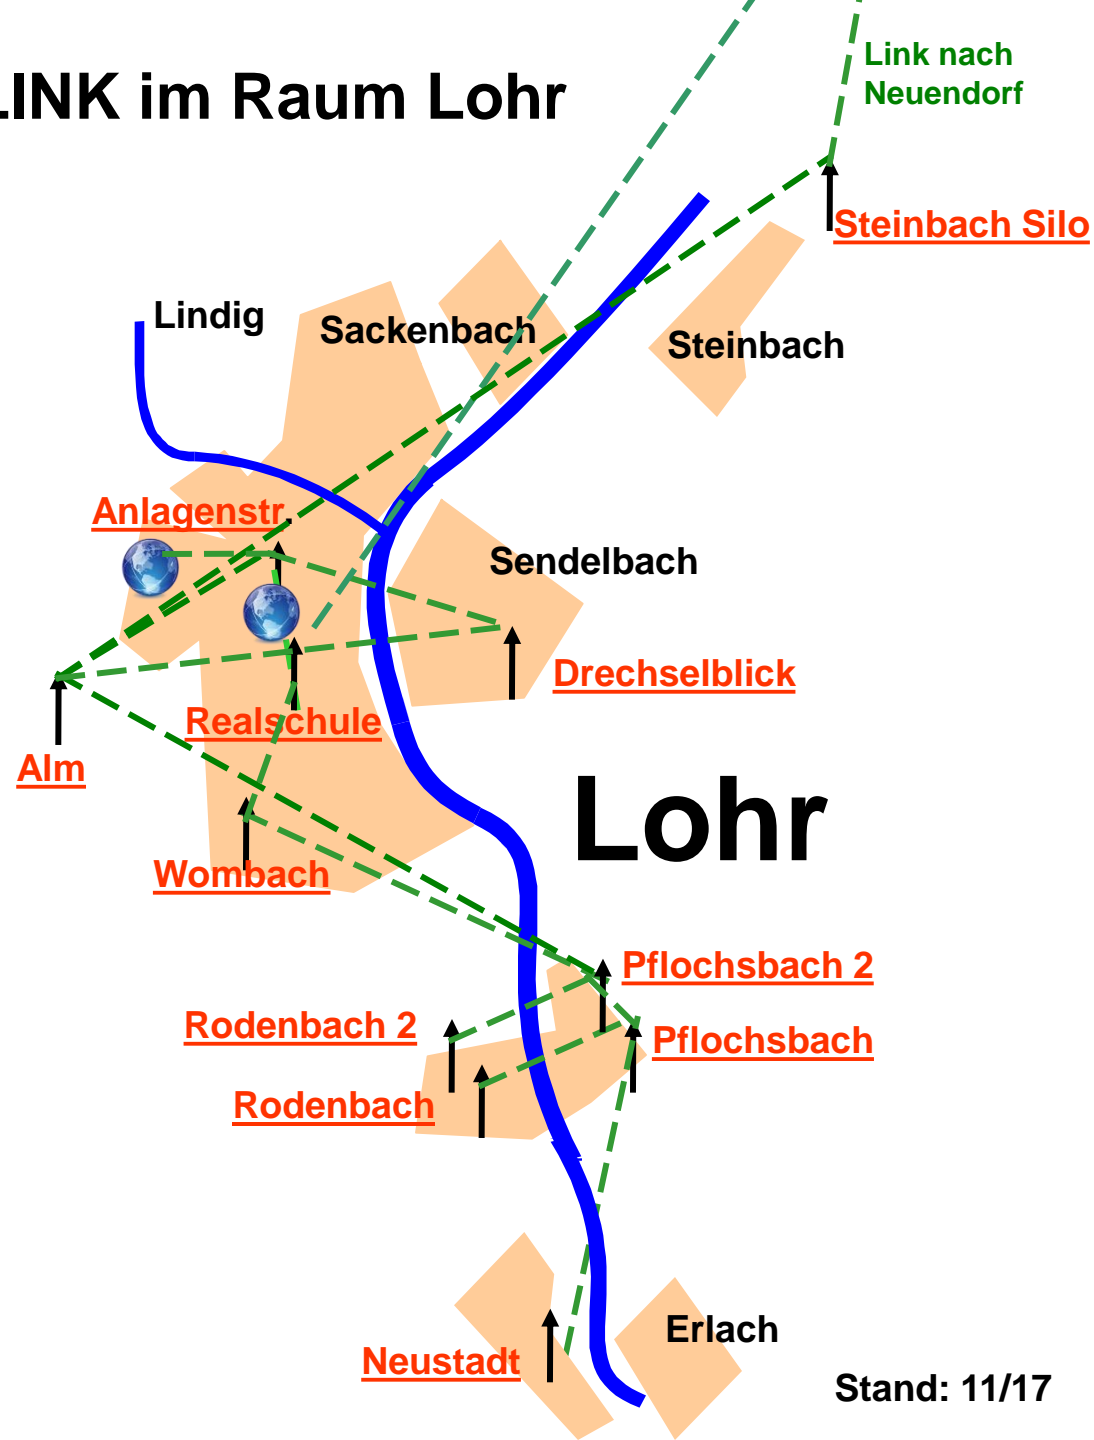 LINK im Raum Lohr
Link nach
Neuendorf
Steinbach Silo
Lindig
Sackenbach
Steinbach
Anlagenstr.
Sendelbach
Drechselblick
Realschule
Alm
Lohr
Wombach
Pflochsbach 2
Rodenbach 2
Pflochsbach
Rodenbach
Erlach
Neustadt
Stand: 11/17